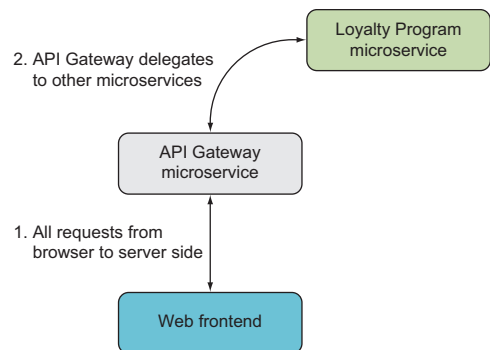 Loyalty Program
microservice
2. API Gateway delegates
to other microservices
API Gateway
microservice
1. All requests from
browser to server side
Web frontend